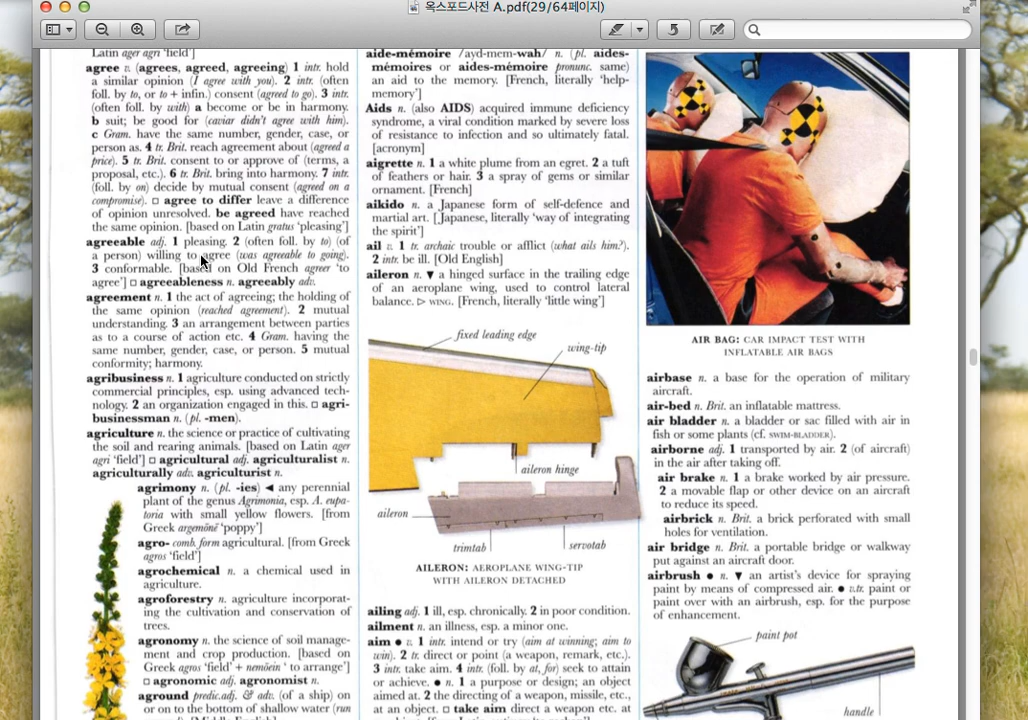 옥스포드사전 A.pdf(29/64페이지)
Latin ager agri ‘field’]
agree v. (agrees, agreed, agreeing) 1 intr. hold
a similar opinion (I agree with you). 2 intr. (often
foll. by to, or to + infin.) consent (agreed to go). 3 intr.
(often foll. by with) a become or be in harmony.
b suit; be good for (caviar didn’t agree with him).
c Gram. have the same number, gender, case, or
person as. 4 tr. Brit. reach agreement about (agreed a
price). 5 tr. Brit. consent to or approve of (terms, a
proposal, etc.). 6 tr. Brit. bring into harmony. 7 intr.
(foll. by on) decide by mutual consent (agreed on a
compromise). □ agree to differ leave a difference
of opinion unresolved. be agreed have reached
the same opinion. [based on Latin gratus ‘pleasing’]
agreeable adj. 1 pleasing. 2 (often foll. by to) (of
a person) willing to agree (was agreeable to going).
3 conformable. [based on Old French agreer ‘to
agree’] □ agreeableness n. agreeably adv.
agreement n. 1 the act of agreeing; the holding of
the same opinion (reached agreement). 2 mutual
understanding. 3 an arrangement between parties
as to a course of action etc. 4 Gram. having the
same number, gender, case, or person. 5 mutual
conformity; harmony.
agribusiness n. 1 agriculture conducted on strictly
commercial principles, esp. using advanced tech-
nology. 2 an organization engaged in this. □ agri-
businessman n. (pl. -men).
agriculture n. the science or practice of cultivating
the soil and rearing animals. [based on Latin ager
agri ‘field’] □ agricultural adj. agriculturalist n.
agriculturally adv. agriculturist n.
agrimony n. (pl. -ies) ◄ any perennial
plant of the genus Agrimonia, esp. A. eupa-
toria with small yellow flowers. [from
Greek argemōnē ‘poppy’]
agro- comb. form agricultural. [from Greek
agros ‘field’]
agrochemical n. a chemical used in
agriculture.
agroforestry n. agriculture incorporat-
ing the cultivation and conservation of
trees.
agronomy n. the science of soil manage-
ment and crop production. [based on
Greek agros ‘field’ + nemōein ‘ to arrange’]
□ agronomic adj. agronomist n.
aground predic.adj. & adv. (of a ship) on
or on to the bottom of shallow water (run
aide-mémoire /ayd-mem-wah/ n. (pl. aides-
mémoires or aides-mémoire pronunc. same)
an aid to the memory. [French, literally ‘help-
memory’]
Aids n. (also AIDS) acquired immune deficiency
syndrome, a viral condition marked by severe loss
of resistance to infection and so ultimately fatal.
[acronym]
aigrette n. 1 a white plume from an egret. 2 a tuft
of feathers or hair. 3 a spray of gems or similar
ornament. [French]
aikido n. a Japanese form of self-defence and
martial art. [Japanese, literally ‘way of integrating
the spirit’]
ail v. 1 tr. archaic trouble or afflict (what ails him?).
2 intr. be ill. [Old English]
aileron n. ▼ a hinged surface in the trailing edge
of an aeroplane wing, used to control lateral
balance. ▷ WING. [French, literally ‘little wing’]
fixed leading edge
wing-tip
aileron hinge
aileron
trimtab
servotab
AILERON: AEROPLANE WING-TIP
WITH AILERON DETACHED
ailing adj. 1 ill, esp. chronically. 2 in poor condition.
ailment n. an illness, esp. a minor one.
aim ● v. 1 intr. intend or try (aim at winning; aim to
win). 2 tr. direct or point (a weapon, remark, etc.).
3 intr. take aim. 4 intr. (foll. by at, for) seek to attain
or achieve. ● n. 1 a purpose or design; an object
aimed at. 2 the directing of a weapon, missile, etc.,
at an object. □ take aim direct a weapon etc. at
AIR BAG: CAR IMPACT TEST WITH
INFLATABLE AIR BAGS
airbase n. a base for the operation of military
aircraft.
air-bed n. Brit. an inflatable mattress.
air bladder n. a bladder or sac filled with air in
fish or some plants (cf. SWIM-BLADDER).
airborne adj. 1 transported by air. 2 (of aircraft)
in the air after taking off.
air brake n. 1 a brake worked by air pressure.
2 a movable flap or other device on an aircraft
to reduce its speed.
airbrick n. Brit. a brick perforated with small
holes for ventilation.
air bridge n. Brit. a portable bridge or walkway
put against an aircraft door.
airbrush ● n. ▼ an artist’s device for spraying
paint by means of compressed air. ● v.tr. paint or
paint over with an airbrush, esp. for the purpose
of enhancement.
paint pot
handle